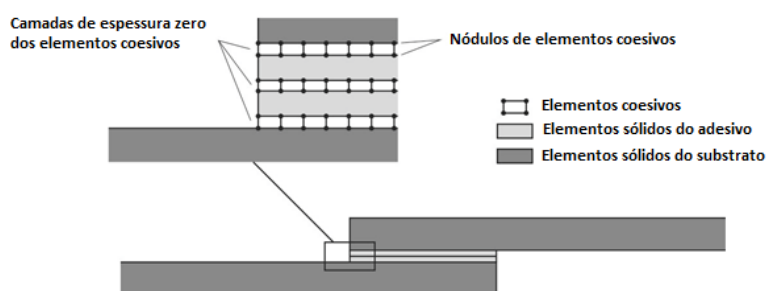 Camadas de espessura zero
dos elementos coesivos
Nódulos de elementos coesivos
Elementos coesivos
Elementos sólidos do adesivo
Elementos sólidos do substrato